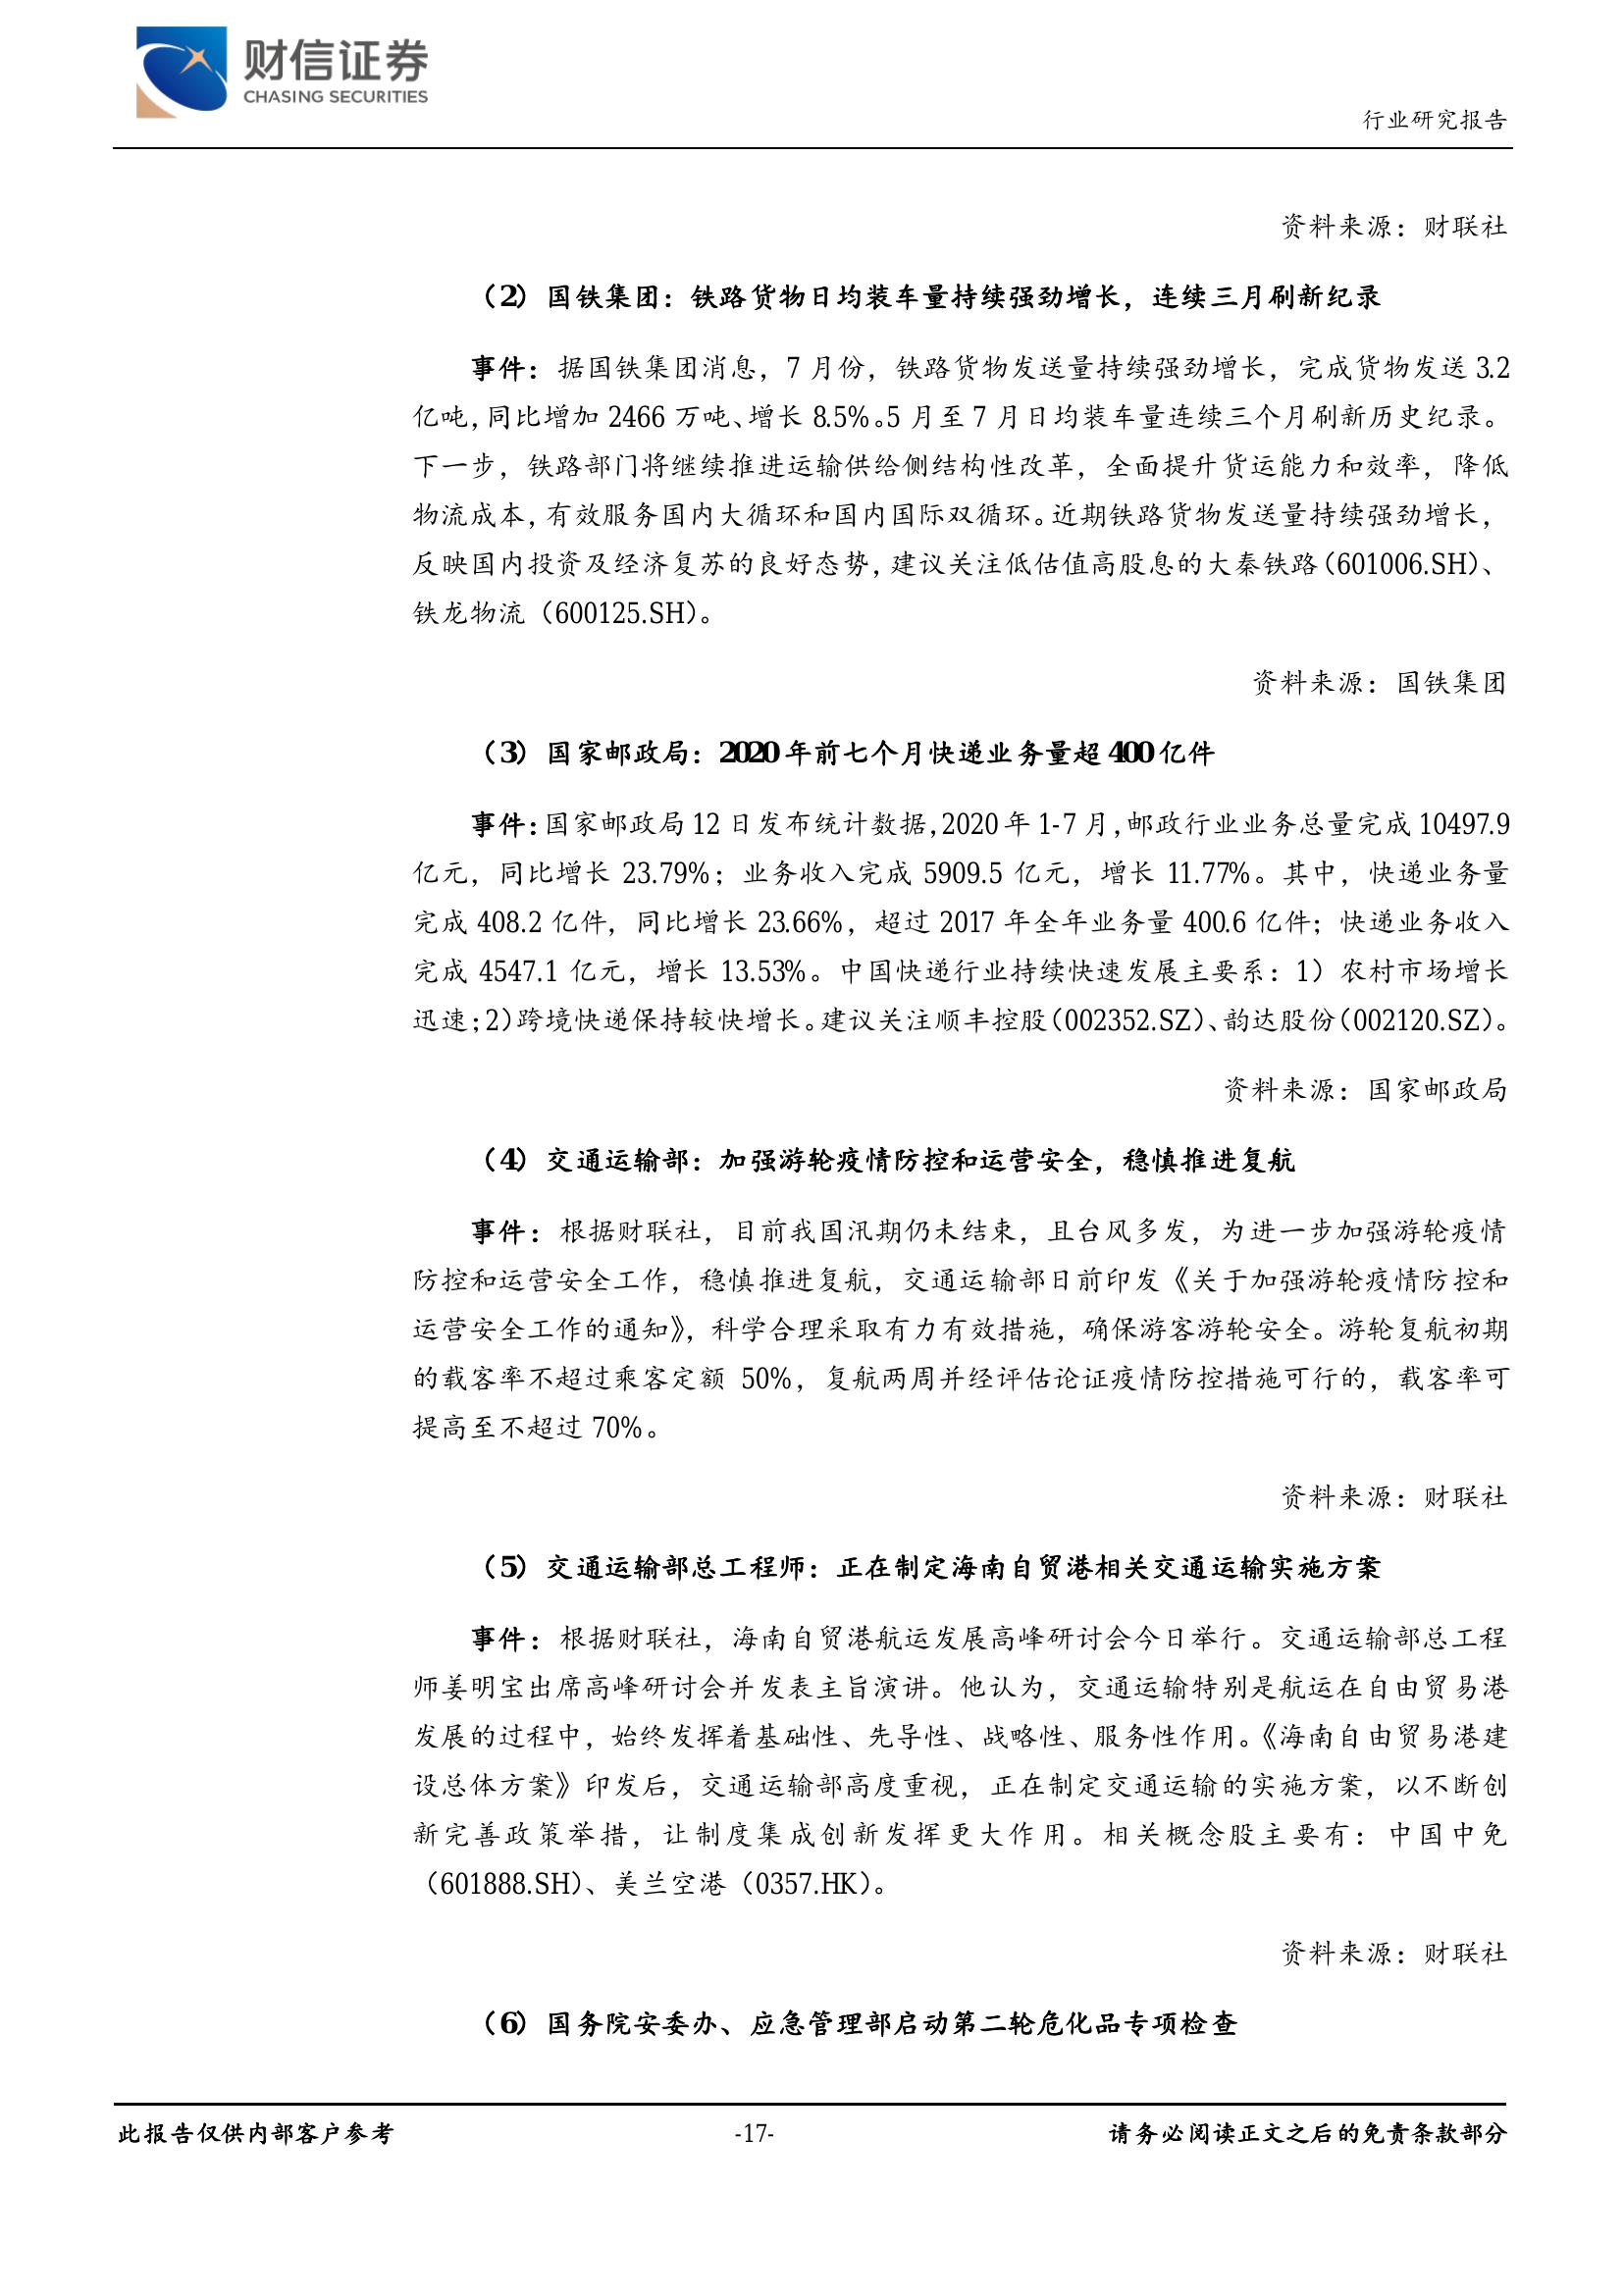 财信证券
CHASING SECURITIES
行业研究报告
资料来源：财联社
（2）国铁集团：铁路货物日均装车量持续强劲增长，连续三月刷新纪录
事件：据国铁集团消息，7 月份，铁路货物发送量持续强劲增长，完成货物发送 3.2
亿吨，同比增加 2466 万吨、增长 8.5%。5 月至 7 月日均装车量连续三个月刷新历史纪录。
下一步，铁路部门将继续推进运输供给侧结构性改革，全面提升货运能力和效率，降低
物流成本，有效服务国内大循环和国内国际双循环。近期铁路货物发送量持续强劲增长，
反映国内投资及经济复苏的良好态势，建议关注低估值高股息的大秦铁路（601006.SH）、
铁龙物流（600125.SH）。
资料来源：国铁集团
（3）国家邮政局：2020 年前七个月快递业务量超 400 亿件
事件：国家邮政局 12 日发布统计数据，2020 年 1-7 月，邮政行业业务总量完成 10497.9
亿元，同比增长 23.79%；业务收入完成 5909.5 亿元，增长 11.77%。其中，快递业务量
完成 408.2 亿件，同比增长 23.66%，超过 2017 年全年业务量 400.6 亿件；快递业务收入
完成 4547.1 亿元，增长 13.53%。中国快递行业持续快速发展主要系：1）农村市场增长
迅速；2）跨境快递保持较快增长。建议关注顺丰控股（002352.SZ）、韵达股份（002120.SZ）。
资料来源：国家邮政局
（4）交通运输部：加强游轮疫情防控和运营安全，稳慎推进复航
事件：根据财联社，目前我国汛期仍未结束，且台风多发，为进一步加强游轮疫情
防控和运营安全工作，稳慎推进复航，交通运输部日前印发《关于加强游轮疫情防控和
运营安全工作的通知》，科学合理采取有力有效措施，确保游客游轮安全。游轮复航初期
的载客率不超过乘客定额 50%，复航两周并经评估论证疫情防控措施可行的，载客率可
提高至不超过 70%。
资料来源：财联社
（5）交通运输部总工程师：正在制定海南自贸港相关交通运输实施方案
事件：根据财联社，海南自贸港航运发展高峰研讨会今日举行。交通运输部总工程
师姜明宝出席高峰研讨会并发表主旨演讲。他认为，交通运输特别是航运在自由贸易港
发展的过程中，始终发挥着基础性、先导性、战略性、服务性作用。《海南自由贸易港建
设总体方案》印发后，交通运输部高度重视，正在制定交通运输的实施方案，以不断创
新完善政策举措，让制度集成创新发挥更大作用。相关概念股主要有：中国中免
（601888.SH）、美兰空港（0357.HK）。
资料来源：财联社
（6）国务院安委办、应急管理部启动第二轮危化品专项检查
此报告仅供内部客户参考
-17-
请务必阅读正文之后的免责条款部分